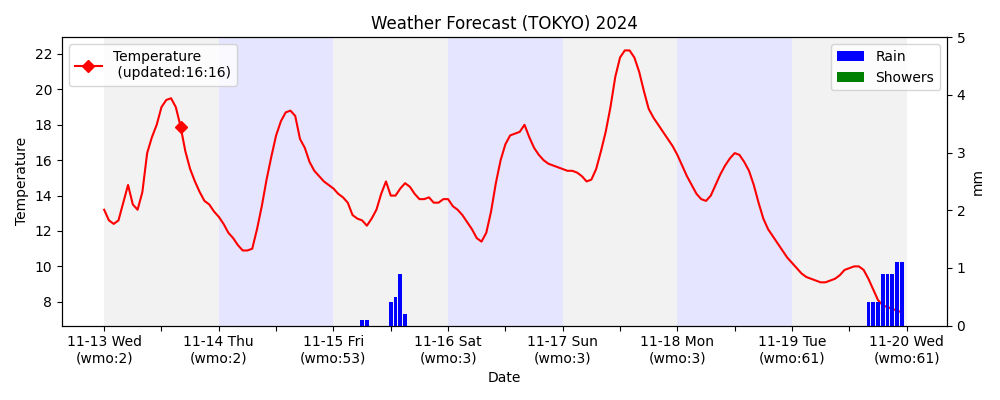 Weather Forecast (TOKYO) 2024
Temperature
(updated:16:16)
Rain
Showers
Temperature
22
20
18
16
14
12
10
8
5
4
3
2
1
0
mm
11-13 Wed
(wmo:2)
11-14 Thu
(wmo:2)
11-15 Fri
(wmo:53)
11-16 Sat
(wmo:3)
11-17 Sun
(wmo:3)
11-18 Mon
(wmo:3)
11-19 Tue
(wmo:61)
11-20 Wed
(wmo:61)
Date